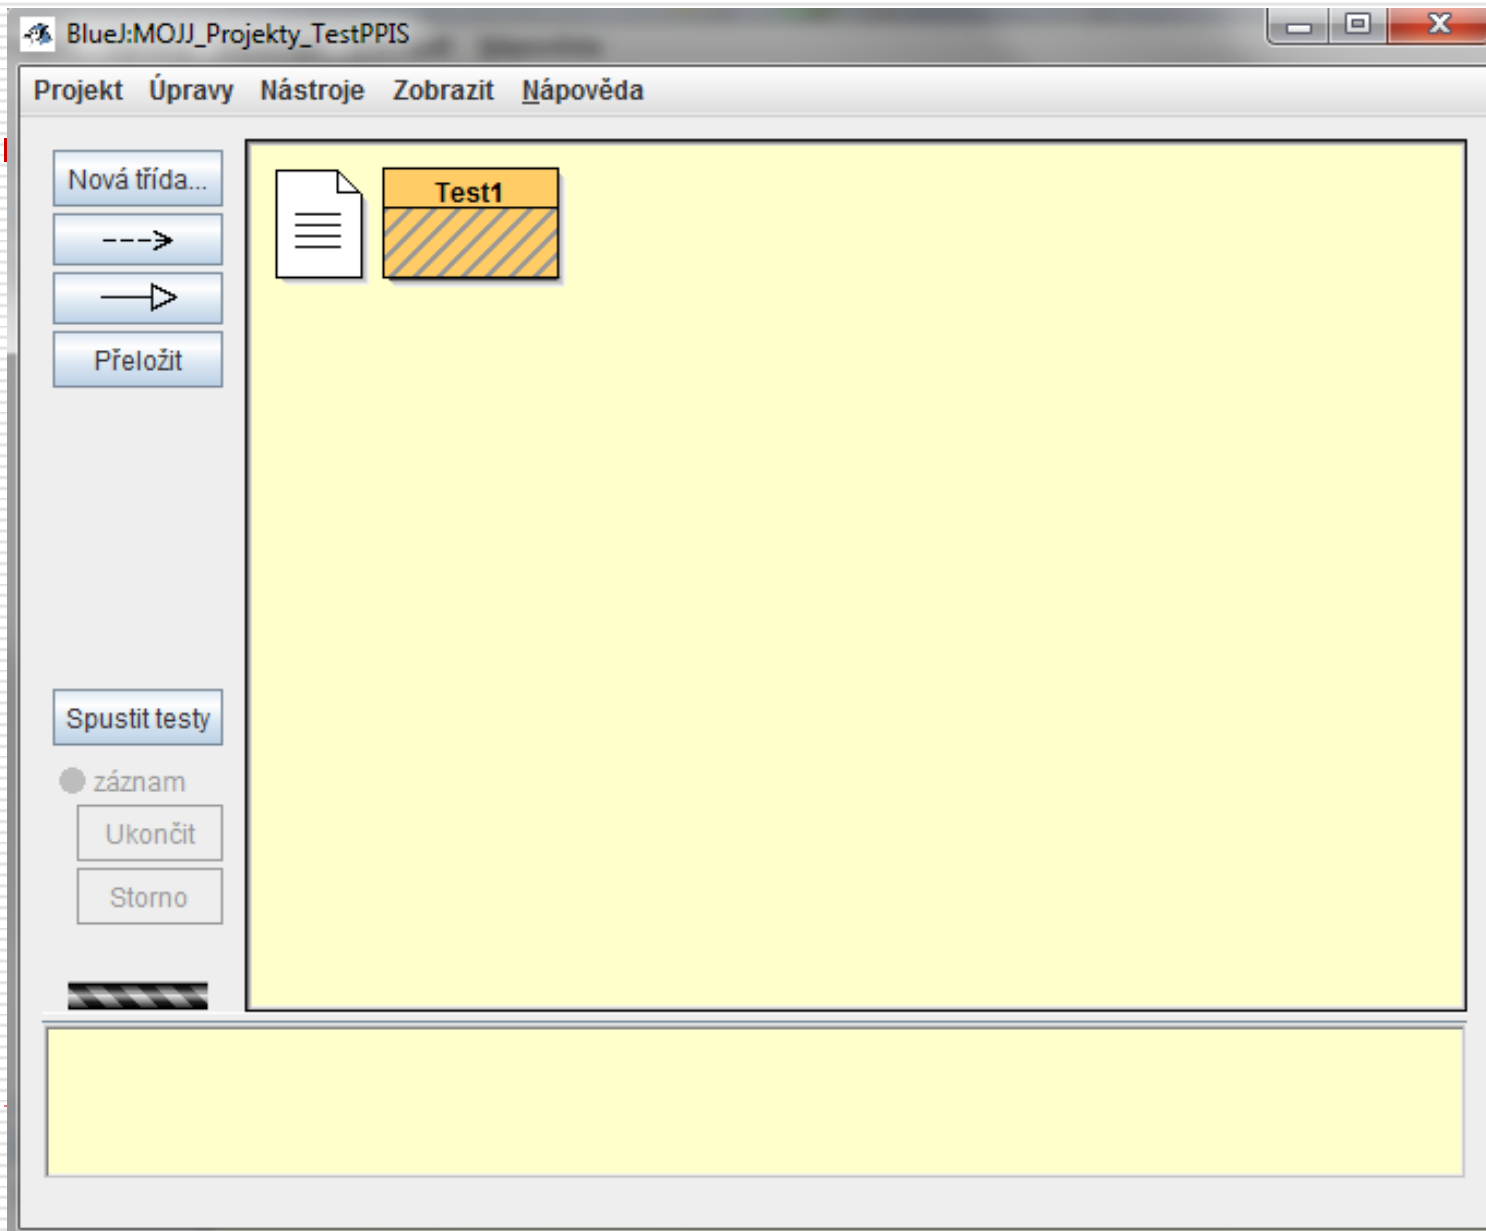 BlueJ:MOJJ_Projekty_TestPPIS
Projekt Úpravy Nástroje Zobrazit Nápověda
Nová třída...
Test1
Přeložit
Spustit testy
záznam
Ukončit
Storno